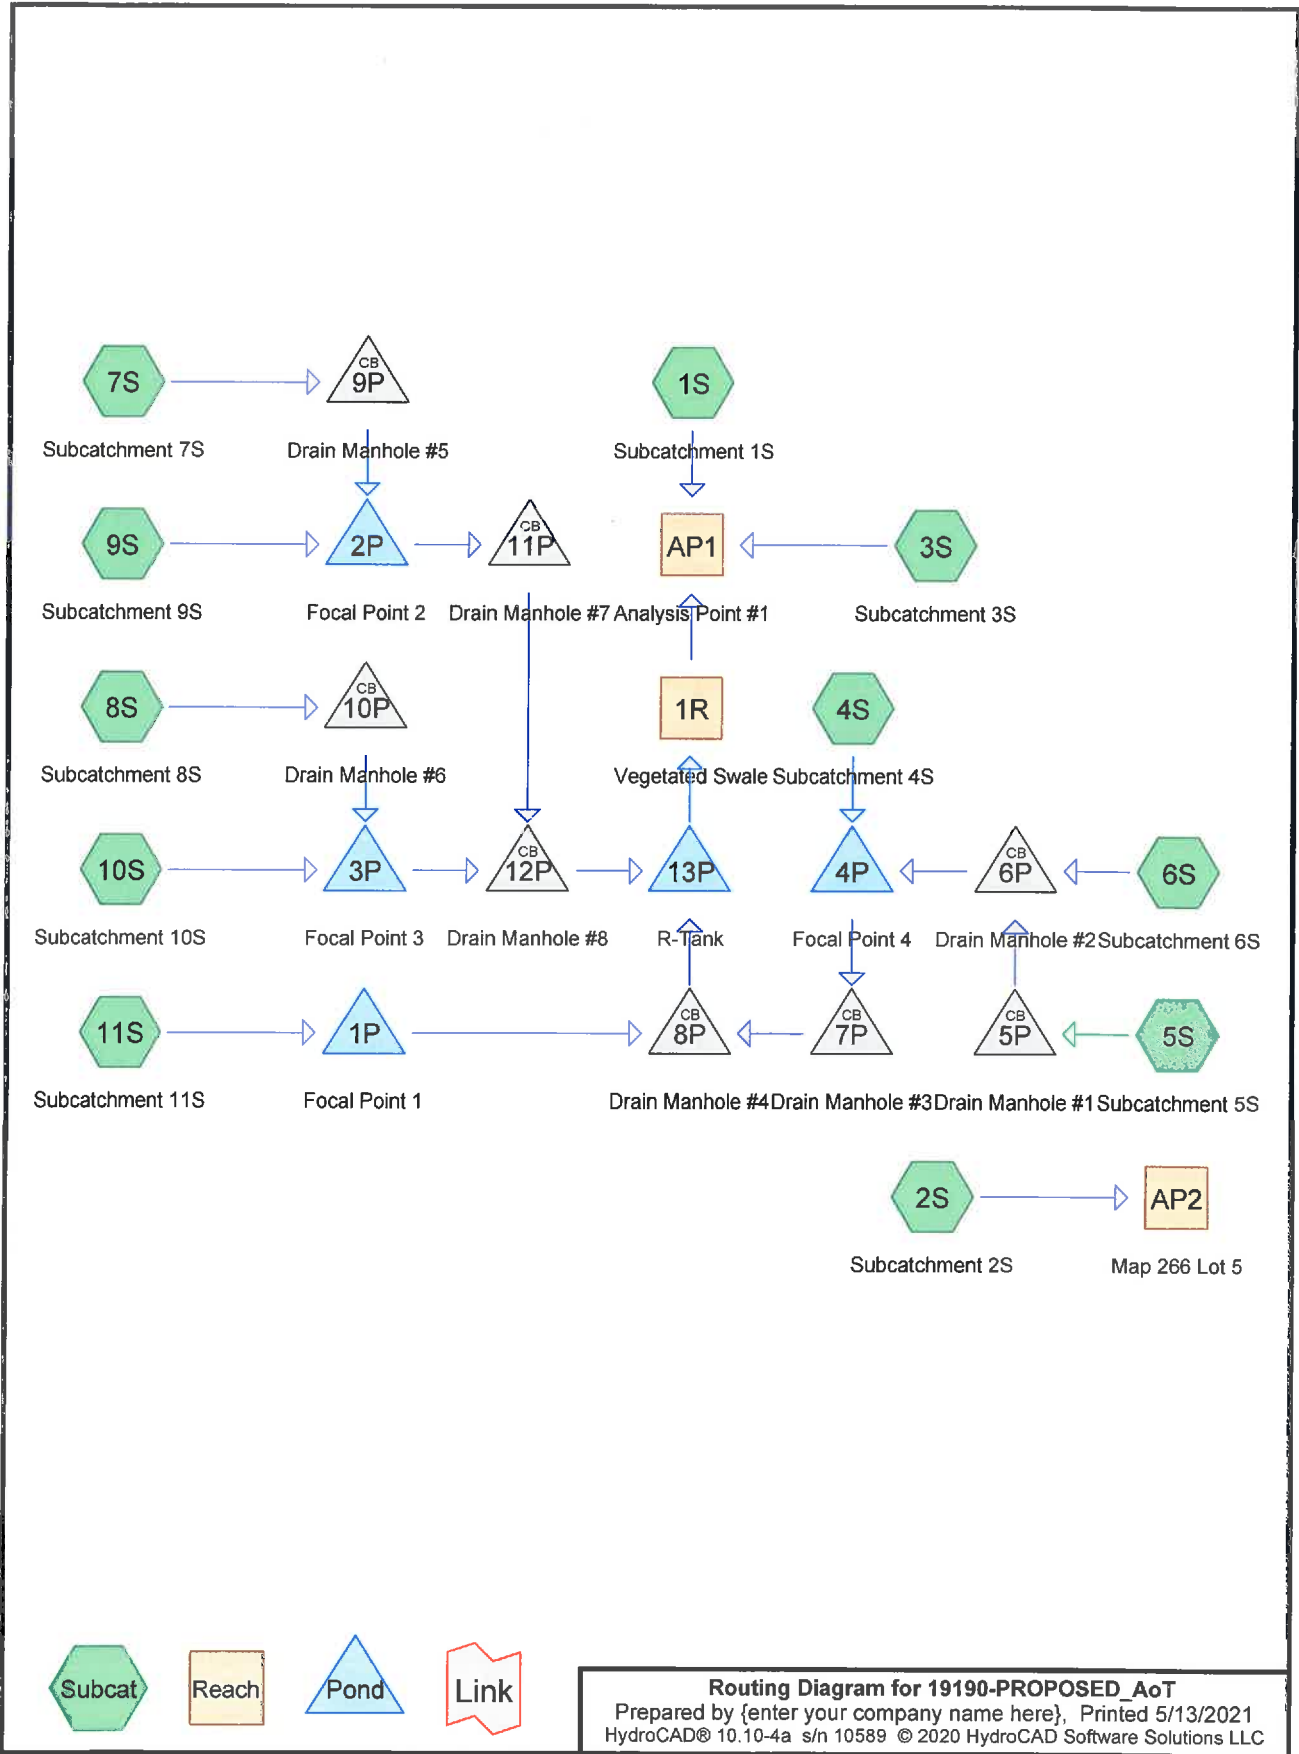 7S
CB
9P
1S
Subcatchment 7S
Drain Manhole #5
Subcatchment 1S
9S
2P
CB
11P
AP1
3S
Subcatchment 9S
Focal Point 2
Drain Manhole #7
Analysis Point #1
Subcatchment 3S
8S
CB
10P
1R
4S
Subcatchment 8S
Drain Manhole #6
Vegetated Swale
Subcatchment 4S
10S
3P
CB
12P
13P
4P
CB
6P
6S
Subcatchment 10S
Focal Point 3
Drain Manhole #8
R-Tank
Focal Point 4
Drain Manhole #2
Subcatchment 6S
11S
1P
CB
8P
CB
7P
CB
5P
5S
Subcatchment 11S
Focal Point 1
Drain Manhole #4
Drain Manhole #3
Drain Manhole #1
Subcatchment 5S
2S
AP2
Subcatchment 2S
Map 266 Lot 5
Subcat
Reach
Pond
Link
Routing Diagram for 19190-PROPOSED_AoT
Prepared by {enter your company name here}, Printed 5/13/2021
HydroCAD® 10.10-4a s/n 10589 © 2020 HydroCAD Software Solutions LLC